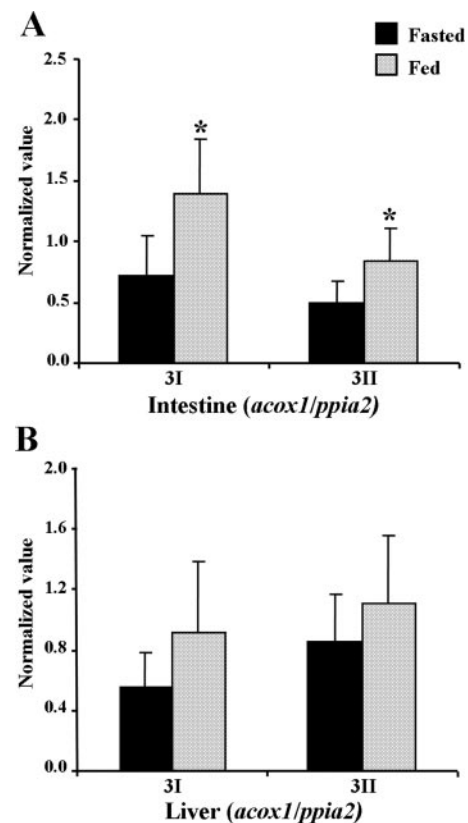 A
Fasted
Fed
2.5
2.0
1.5
1.0
0.5
0.0
Normalized value
*
*
3I 3II
Intestine (acox1/ppia2)
B
2.0
1.6
1.2
0.8
0.4
0.0
Normalized value
3I 3II
Liver (acox1/ppia2)